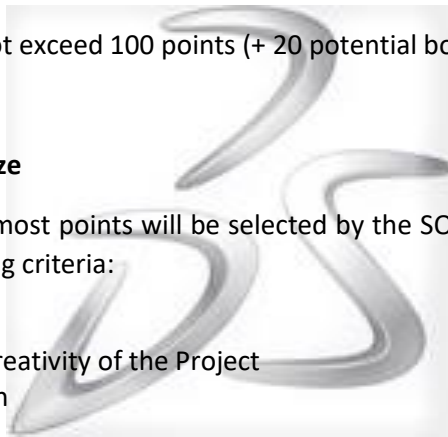 t exceed 100 points (+ 20 potential bo
ze
most points will be selected by the SO
g criteria:
reativity of the Project